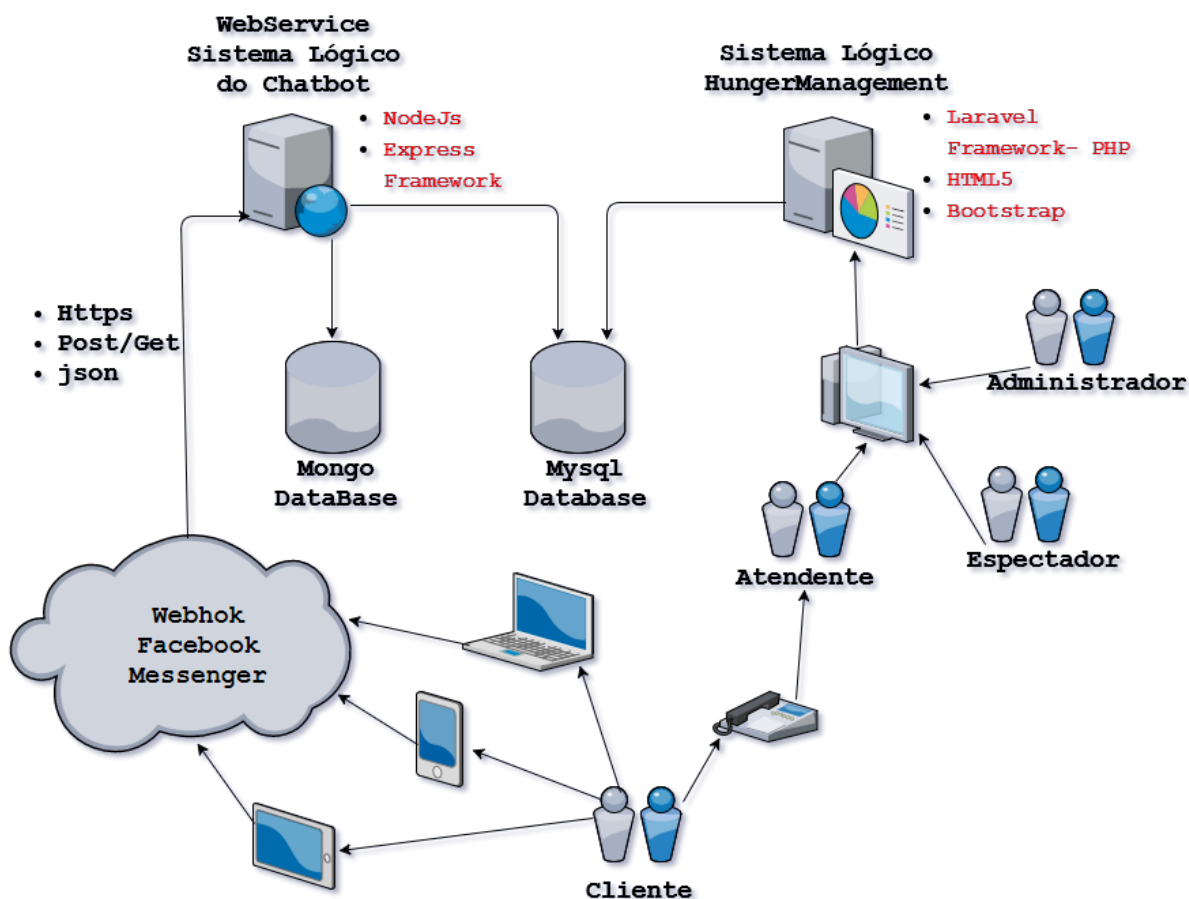 WebService
Sistema Lógico
do Chatbot
• NodeJs
• Express
Framework
Sistema Lógico
HungerManagement
• Laravel
Framework- PHP
• HTML5
• Bootstrap
• Https
• Post/Get
• json
Mongo
DataBase
Mysql
Database
Administrador
Espectador
Atendente
Webhok
Facebook
Messenger
Cliente